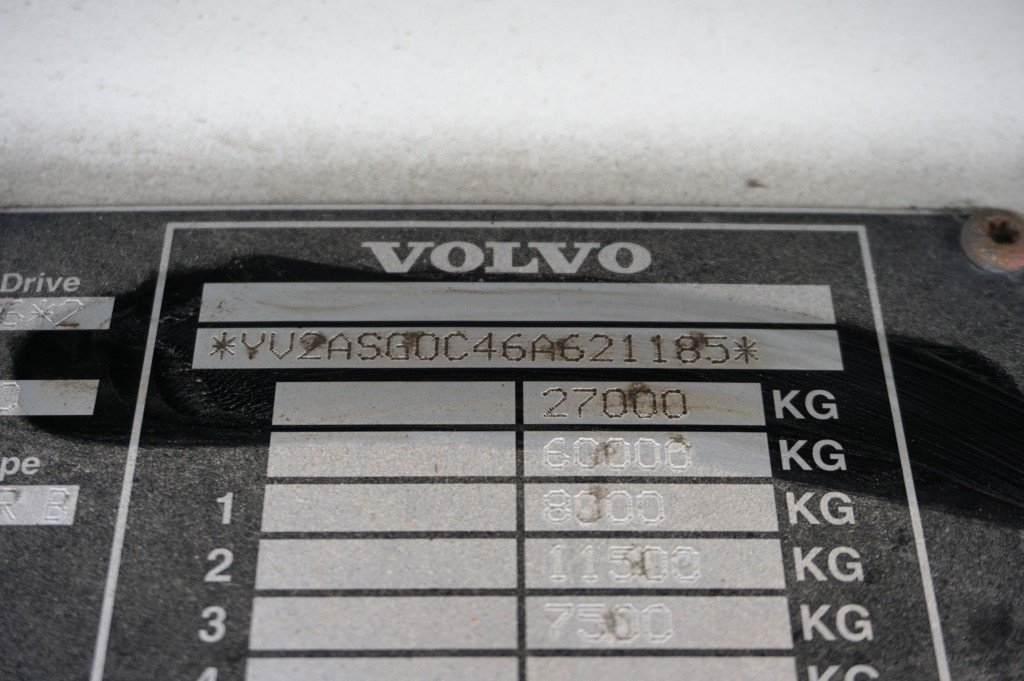 VOLVO
Drive
6*2
*YV2ASG0C46A621185*
27000 KG
60000 KG
pe
R B
1 8000 KG
2 11500 KG
3 7500 KG